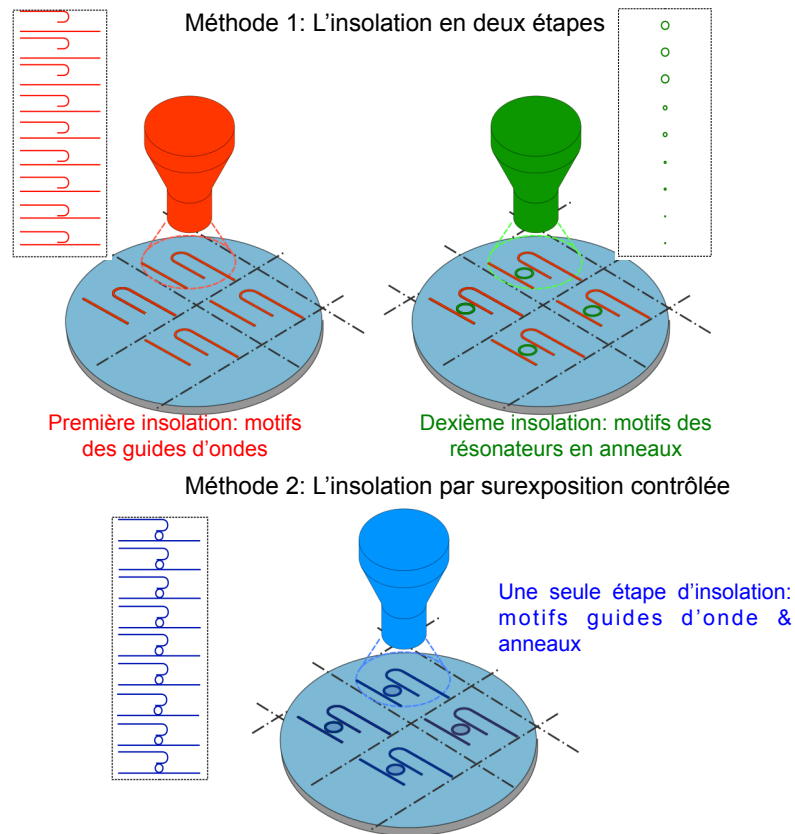 Méthode 1: L’insolation en deux étapes
Première insolation: motifs
des guides d’ondes
Dexième insolation: motifs des
résonateurs en anneaux
Méthode 2: L’insolation par surexposition contrôlée
Une seule étape d’insolation:
motifs guides d’onde &
anneaux